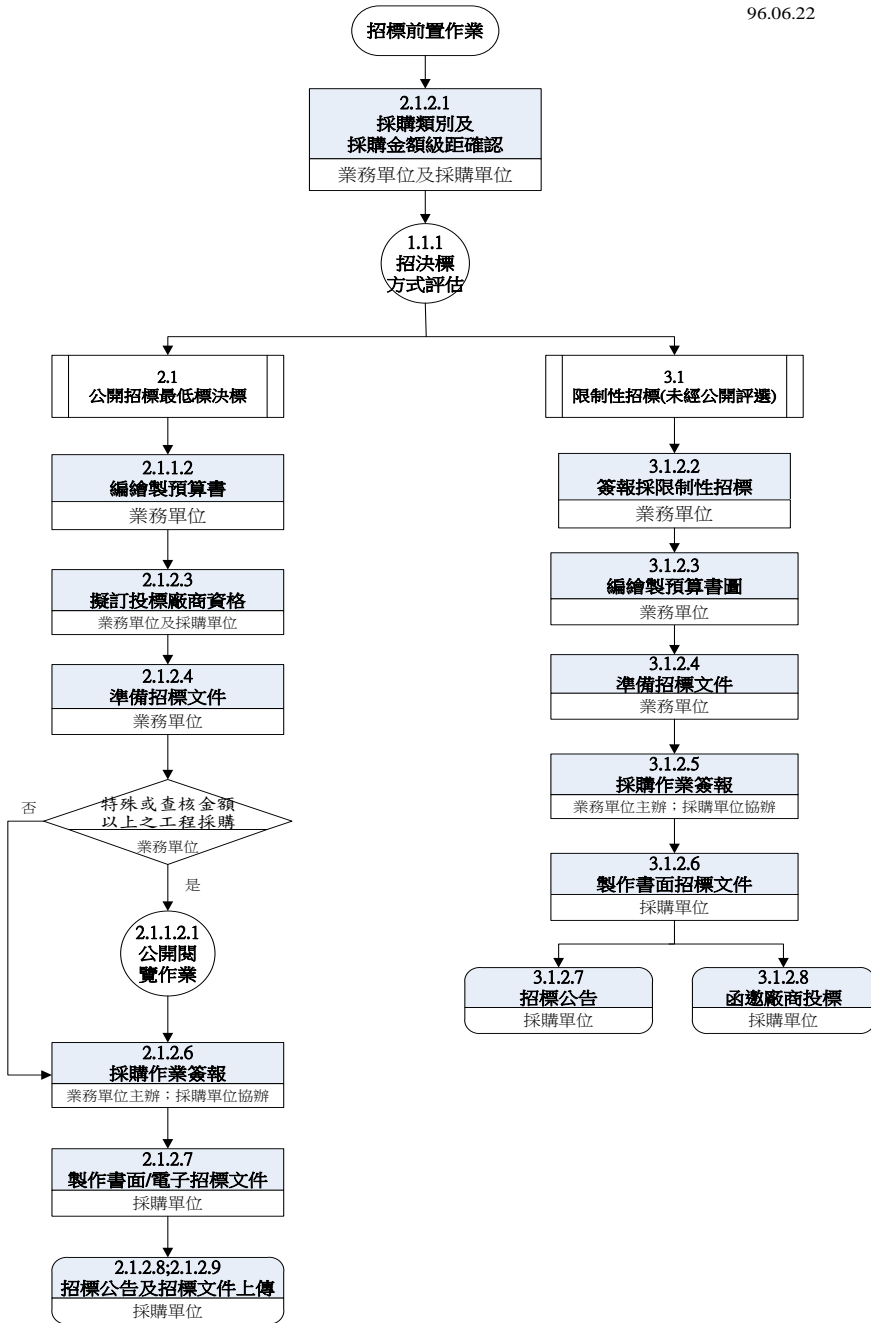 96.06.22
招標前置作業
2.1.2.1
採購類別及
採購金額級距確認
業務單位及採購單位
1.1.1
招決標
方式評估
2.1
公開招標最低標決標
2.1.1.2
編繪製預算書
業務單位
2.1.2.3
擬訂投標廠商資格
業務單位及採購單位
2.1.2.4
準備招標文件
業務單位
特殊或查核金額
以上之工程採購
業務單位
否
是
2.1.1.2.1
公開閱
覽作業
2.1.2.6
採購作業簽報
業務單位主辦；採購單位協辦
2.1.2.7
製作書面/電子招標文件
採購單位
2.1.2.8;2.1.2.9
招標公告及招標文件上傳
採購單位
3.1
限制性招標(未經公開評選)
3.1.2.2
簽報採限制性招標
業務單位
3.1.2.3
編繪製預算書圖
業務單位
3.1.2.4
準備招標文件
業務單位
3.1.2.5
採購作業簽報
業務單位主辦；採購單位協辦
3.1.2.6
製作書面招標文件
採購單位
3.1.2.7
招標公告
採購單位
3.1.2.8
函邀廠商投標
採購單位